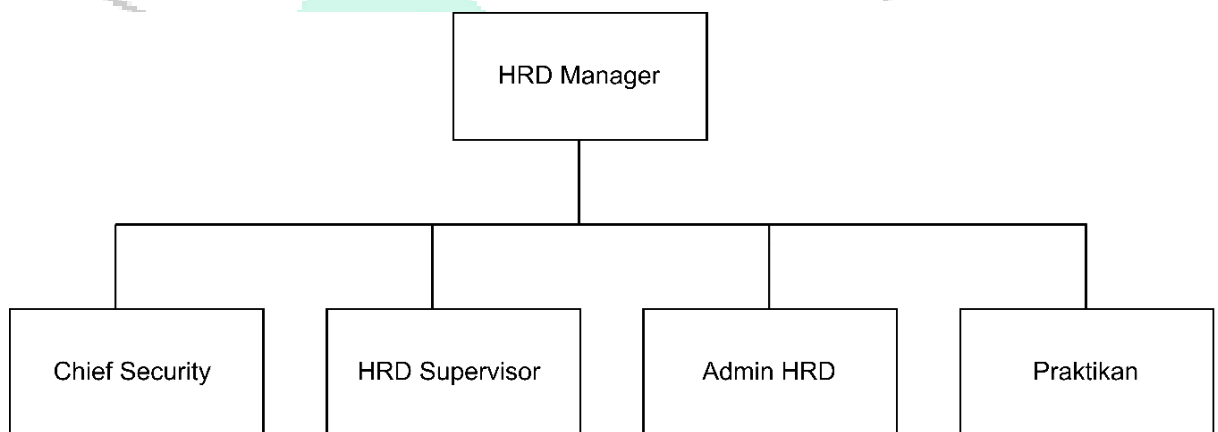 HRD Manager
Chief Security
HRD Supervisor
Admin HRD
Praktikan